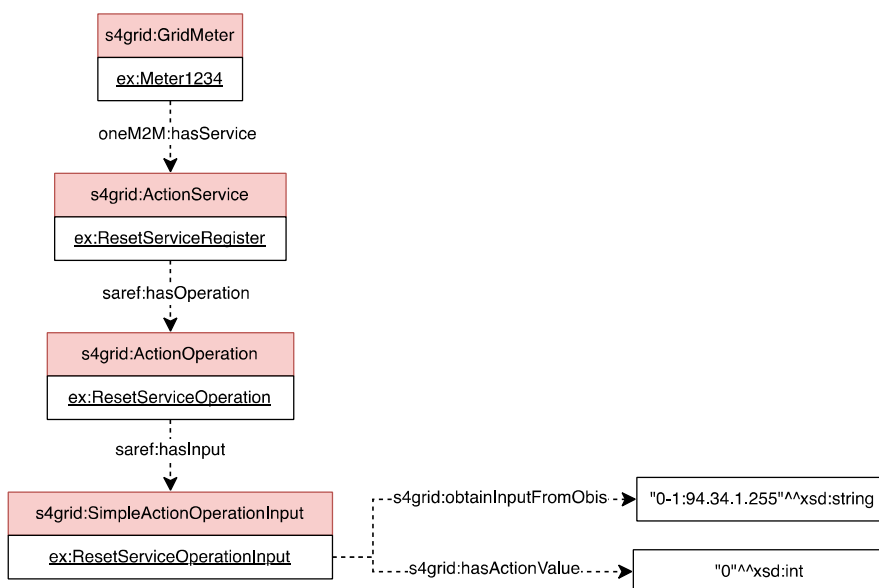 s4grid:GridMeter
ex:Meter1234
oneM2M:hasService
s4grid:ActionService
ex:ResetServiceRegister
saref:hasOperation
s4grid:ActionOperation
ex:ResetServiceOperation
saref:hasInput
s4grid:SimpleActionOperationInput
ex:ResetServiceOperationInput
s4grid:obtainInputFromObis
"0-1:94.34.1.255"^^xsd:string
s4grid:hasActionValue
"0"^^xsd:int